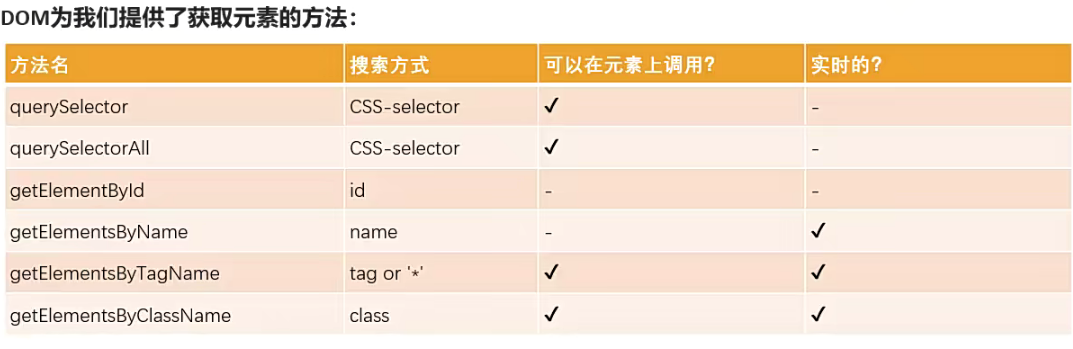 DOM为我们提供了获取元素的方法：
方法名 搜索方式 可以在元素上调用？ 实时的？
querySelector CSS-selector ✓ -
querySelectorAll CSS-selector ✓ -
getElementById id - -
getElementsByName name - ✓
getElementsByTagName tag or '*' ✓ ✓
getElementsByClassName class ✓ ✓